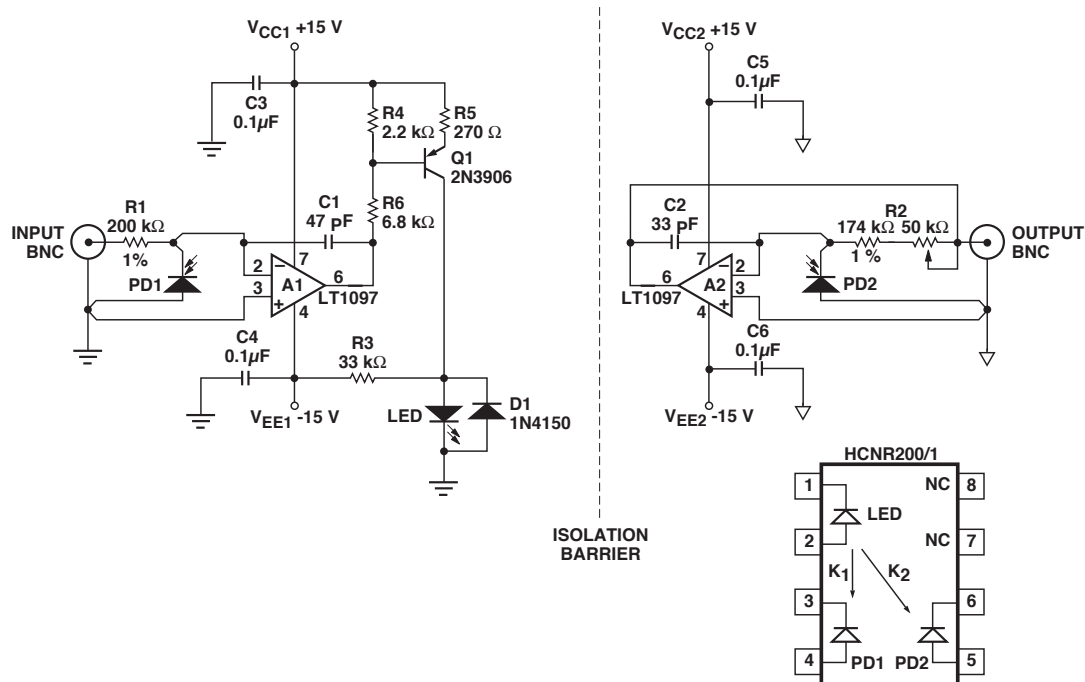 VCC1 +15 V
C3
0.1µF
R4
2.2 kΩ
R5
270 Ω
Q1
2N3906
R6
6.8 kΩ
C1
47 pF
INPUT
BNC
R1
200 kΩ
1%
PD1
2
3
7
A1
4
6
LT1097
C4
0.1µF
R3
33 kΩ
VEE1 -15 V
LED
D1
1N4150
ISOLATION
BARRIER
VCC2 +15 V
C5
0.1µF
C2
33 pF
6
LT1097
7
A2
4
2
3
174 kΩ
1 %
R2
50 kΩ
PD2
OUTPUT
BNC
C6
0.1µF
VEE2 -15 V
HCNR200/1
1
NC
8
LED
2
NC
7
K1
K2
3
6
4
PD1
PD2
5